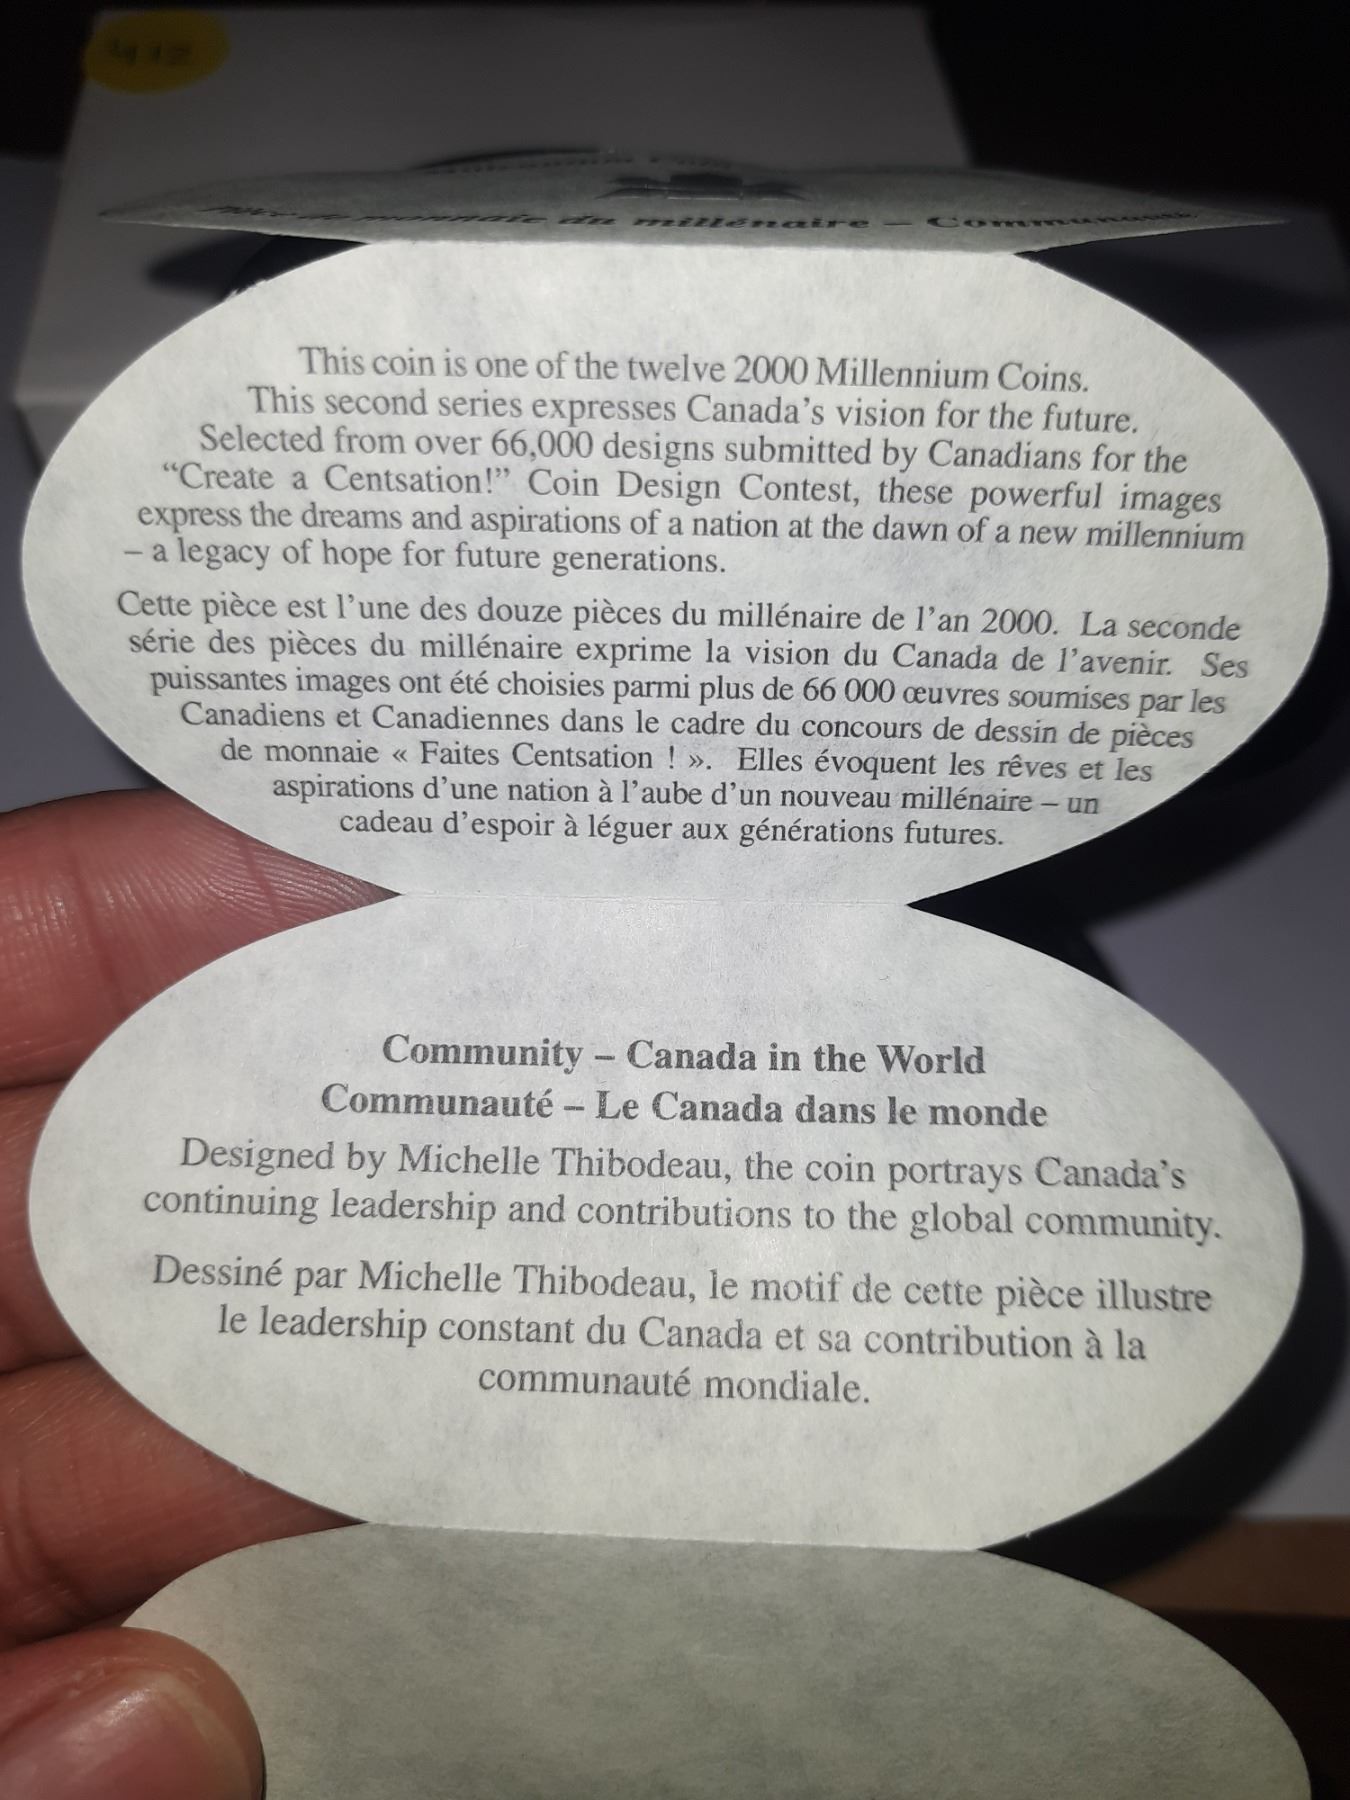 412
de monnaie du millénaire – Communauté
This coin is one of the twelve 2000 Millennium Coins.
This second series expresses Canada's vision for the future.
Selected from over 66,000 designs submitted by Canadians for the
“Create a Centsation!” Coin Design Contest, these powerful images
express the dreams and aspirations of a nation at the dawn of a new millennium
– a legacy of hope for future generations.
Cette pièce est l'une des douze pièces du millénaire de l'an 2000. La seconde
série des pièces du millénaire exprime la vision du Canada de l'avenir. Ses
puissantes images ont été choisies parmi plus de 66 000 œuvres soumises par les
Canadiens et Canadiennes dans le cadre du concours de dessin de pièces
de monnaie « Faites Centsation ! ». Elles évoquent les rêves et les
aspirations d'une nation à l'aube d'un nouveau millénaire – un
cadeau d'espoir à léguer aux générations futures.
Community – Canada in the World
Communauté – Le Canada dans le monde
Designed by Michelle Thibodeau, the coin portrays Canada's
continuing leadership and contributions to the global community.
Dessiné par Michelle Thibodeau, le motif de cette pièce illustre
le leadership constant du Canada et sa contribution à la
communauté mondiale.